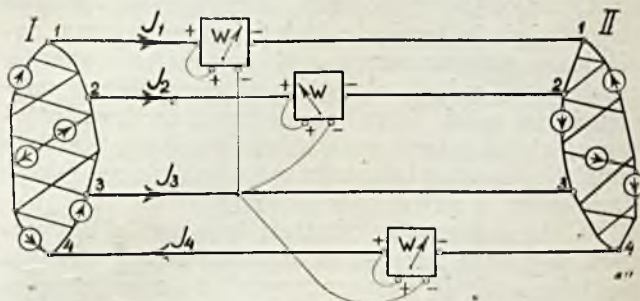 I 1 J₁ + W − 1 II
+ −
2 J₂ + W − 2
+ −
3 J₃ 3
4 J₄ + W − 4
+ −